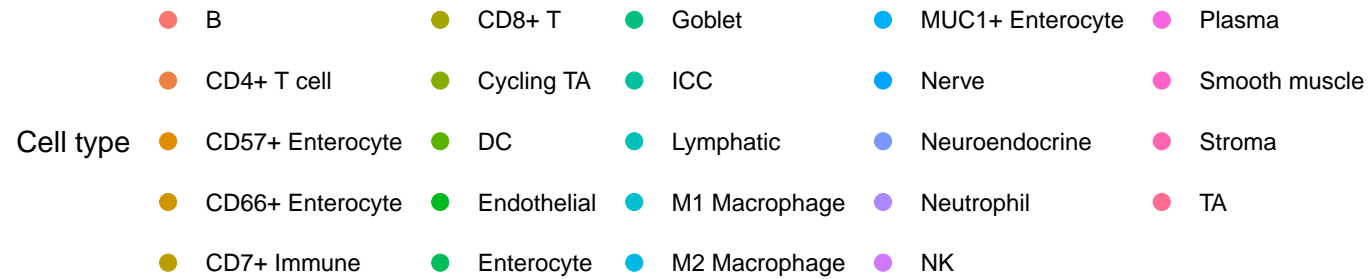 B CD8+ T Goblet MUC1+ Enterocyte Plasma
CD4+ T cell Cycling TA ICC Nerve Smooth muscle
Cell type CD57+ Enterocyte DC Lymphatic Neuroendocrine Stroma
CD66+ Enterocyte Endothelial M1 Macrophage Neutrophil TA
CD7+ Immune Enterocyte M2 Macrophage NK